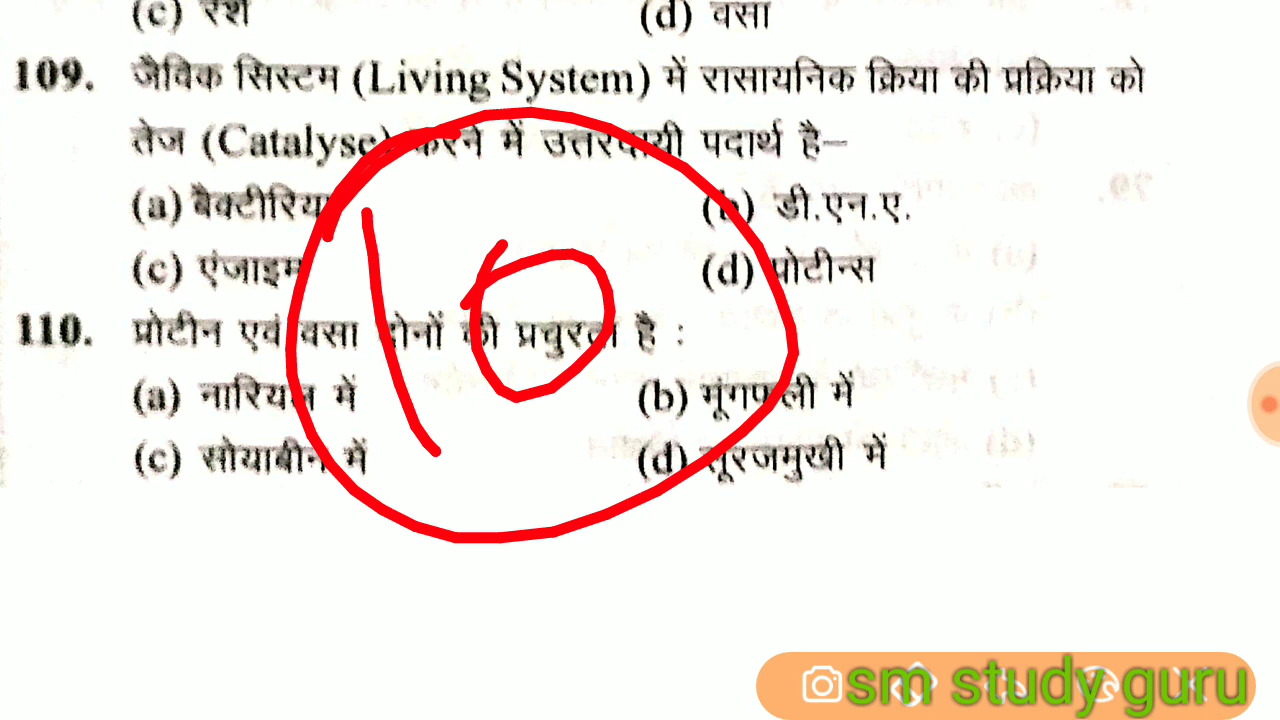 (c) रेशे (d) वसा
109. जैविक सिस्टम (Living System) में रासायनिक क्रिया की प्रक्रिया को
तेज (Catalyse) करने में उत्तरदायी पदार्थ है–
(a) बैक्टीरिया (b) डी.एन.ए.
(c) एंजाइम (d) प्रोटीन्स
110. प्रोटीन एवं वसा दोनों की प्रचुरता है :
(a) नारियल में (b) मूंगफली में
(c) सोयाबीन में (d) सूरजमुखी में
10
sm study guru